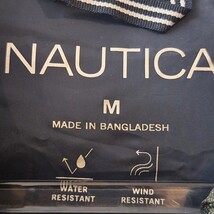 NAUTICA
M
MADE IN BANGLADESH
WATER RESISTANT
WIND RESISTANT